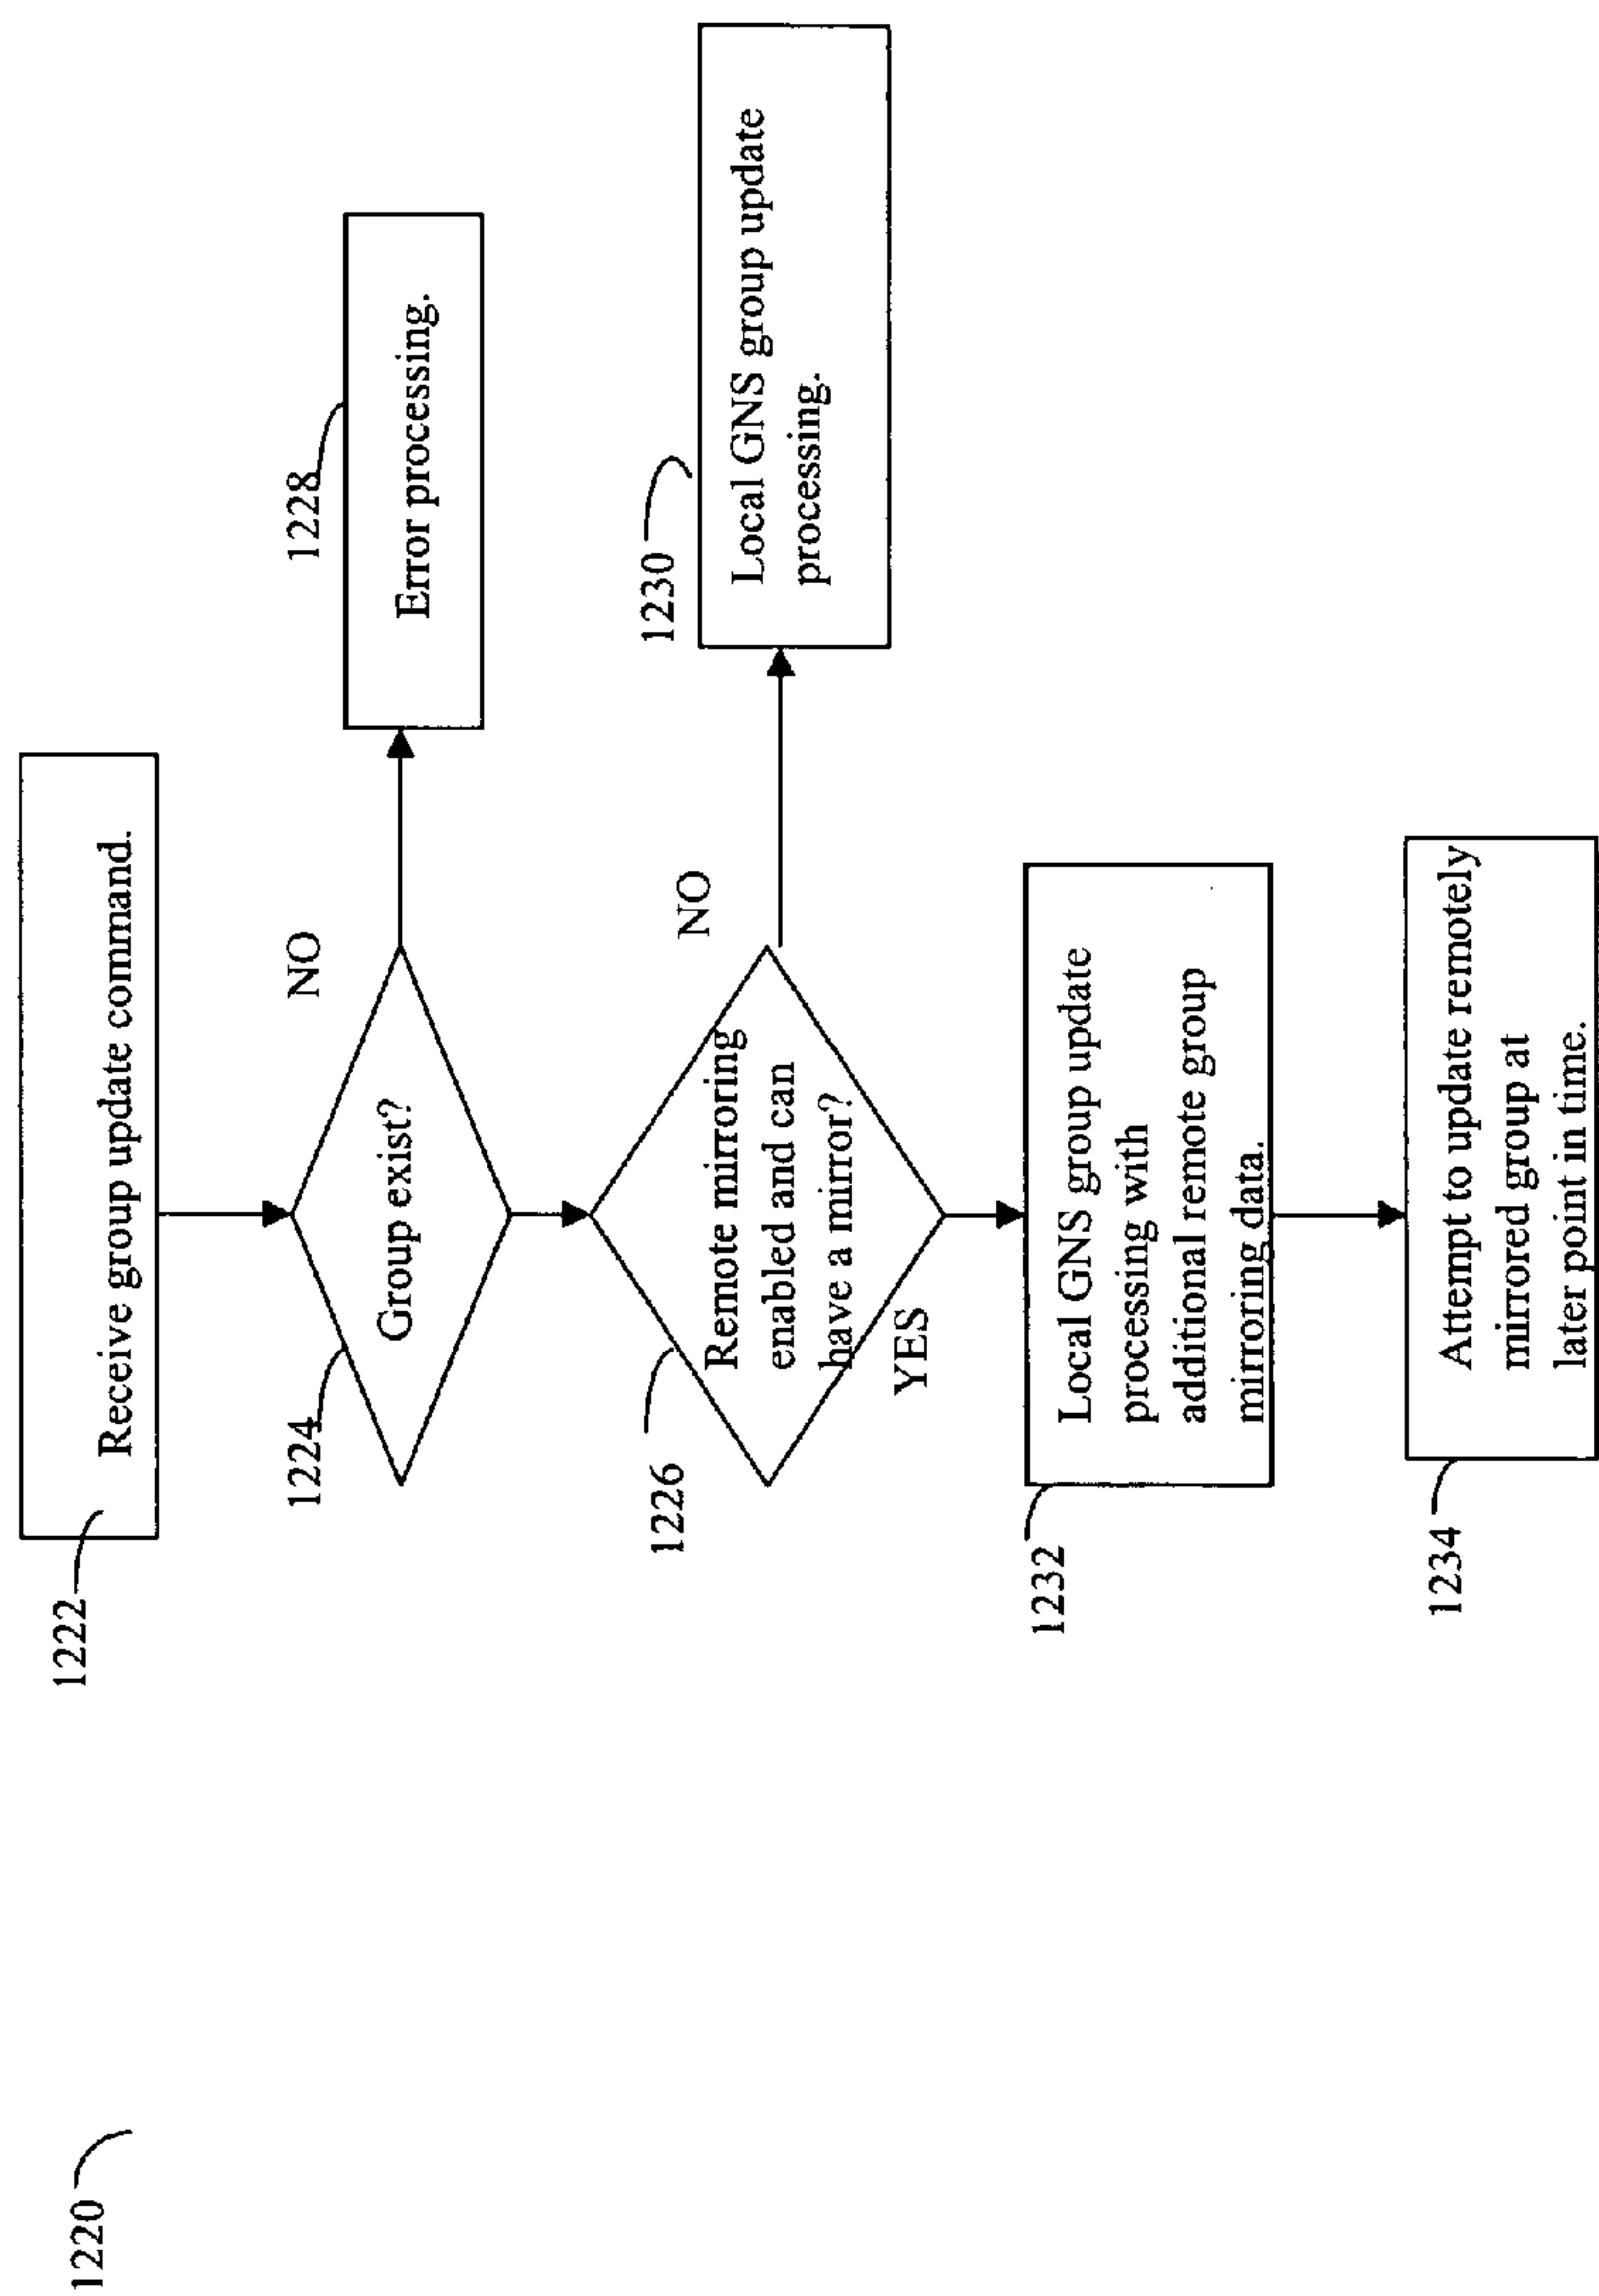 1220
1222
Receive group update command.
1224
Group exist?
NO
1228
Error processing.
1226
Remote mirroring
enabled and can
have a mirror?
NO
1230
Local GNS group update
processing.
YES
1232
Local GNS group update
processing with
additional remote group
mirroring data.
1234
Attempt to update remotely
mirrored group at
later point in time.